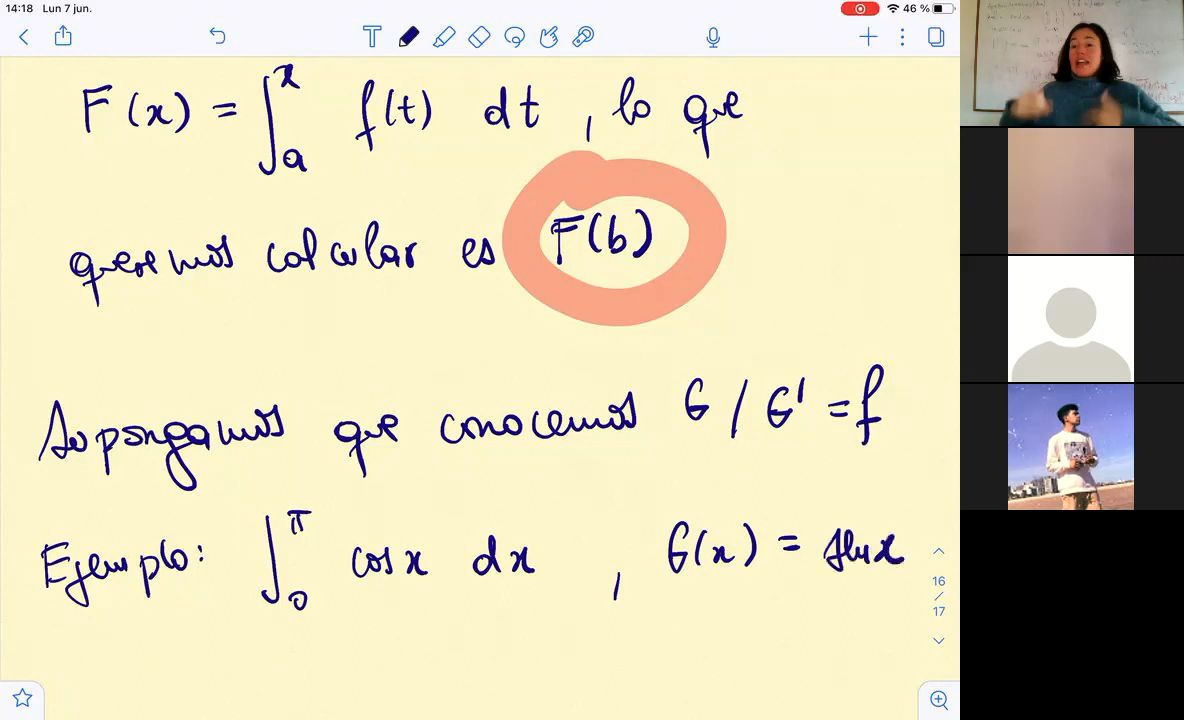 14:18 Lun 7 jun. 46 %
F(x) = ∫ₐˣ f(t) dt , lo que
queremos calcular es F(b)
Supongamos que conocemos G / G' = f
Ejemplo: ∫₀^π cos x dx , G(x) = sen x
16
/
17